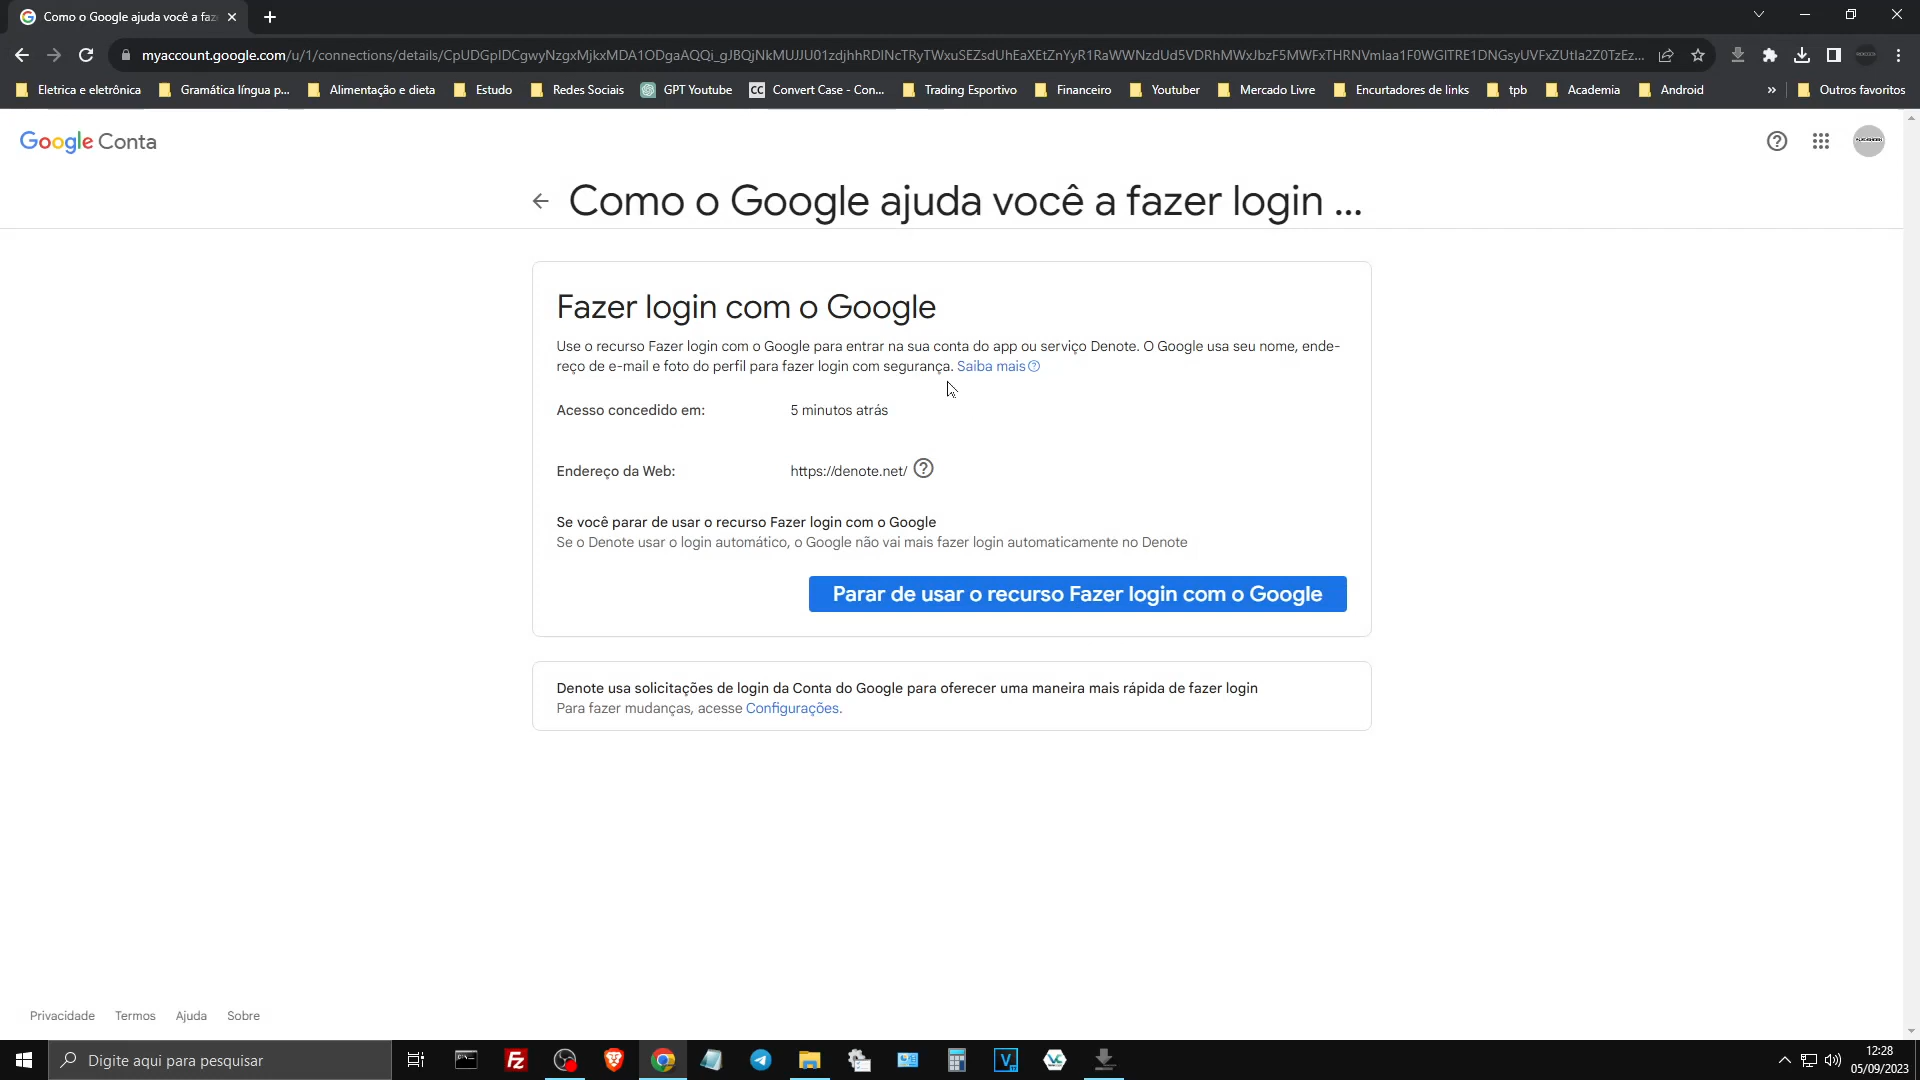 Como o Google ajuda você a faz
myaccount.google.com/u/1/connections/details/
Eletrica e eletrônica
Gramática língua p...
Alimentação e dieta
Estudo
Redes Sociais
GPT Youtube
CC Convert Case - Con...
Trading Esportivo
Financeiro
Youtuber
Mercado Livre
Encurtadores de links
tpb
Academia
Android
»
Outros favoritos
Google Conta
Como o Google ajuda você a fazer login ...
Fazer login com o Google
Use o recurso Fazer login com o Google para entrar na sua conta do app ou serviço Denote. O Google usa seu nome, ende-
reço de e-mail e foto do perfil para fazer login com segurança. Saiba mais
Acesso concedido em: 5 minutos atrás
Endereço da Web: https://denote.net/
Se você parar de usar o recurso Fazer login com o Google
Se o Denote usar o login automático, o Google não vai mais fazer login automaticamente no Denote
Parar de usar o recurso Fazer login com o Google
Denote usa solicitações de login da Conta do Google para oferecer uma maneira mais rápida de fazer login
Para fazer mudanças, acesse Configurações.
Privacidade
Termos
Ajuda
Sobre
Digite aqui para pesquisar
12:28
05/09/2023